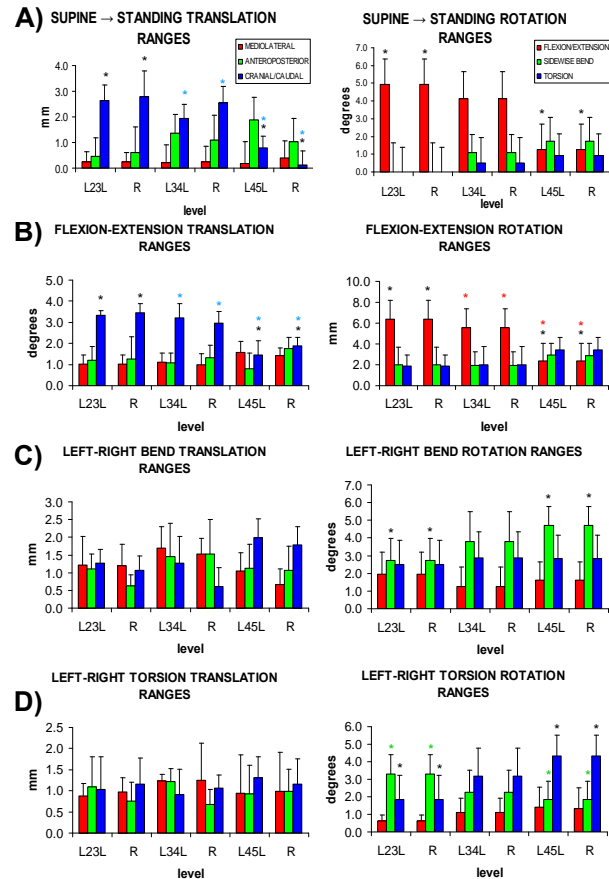 A) SUPINE → STANDING TRANSLATION
RANGES
MEDIOLATERAL
ANTEROPOSTERIOR
CRANIAL/CAUDAL
mm
4.0
3.0
2.0
1.0
0.0
* * * * * * * *
L23L R L34L R L45L R
level
SUPINE → STANDING ROTATION
RANGES
FLEXION/EXTENSION
SIDEWISE BEND
TORSION
degrees
7.0
6.0
5.0
4.0
3.0
2.0
1.0
0.0
* * * *
L23L R L34L R L45L R
level
B) FLEXION-EXTENSION TRANSLATION
RANGES
degrees
5.0
4.0
3.0
2.0
1.0
0.0
* * * * * * * *
L23L R L34L R L45L R
level
FLEXION-EXTENSION ROTATION
RANGES
mm
10.0
8.0
6.0
4.0
2.0
0.0
* * * * * * * *
L23L R L34L R L45L R
level
C) LEFT-RIGHT BEND TRANSLATION
RANGES
mm
3.0
2.5
2.0
1.5
1.0
0.5
0.0
L23L R L34L R L45L R
level
LEFT-RIGHT BEND ROTATION RANGES
degrees
7.0
6.0
5.0
4.0
3.0
2.0
1.0
0.0
* * * *
L23L R L34L R L45L R
level
D) LEFT-RIGHT TORSION TRANSLATION
RANGES
mm
2.5
2.0
1.5
1.0
0.5
0.0
L23L R L34L R L45L R
level
LEFT-RIGHT TORSION ROTATION
RANGES
degrees
7.0
6.0
5.0
4.0
3.0
2.0
1.0
0.0
* * * * * * * *
L23L R L34L R L45L R
level